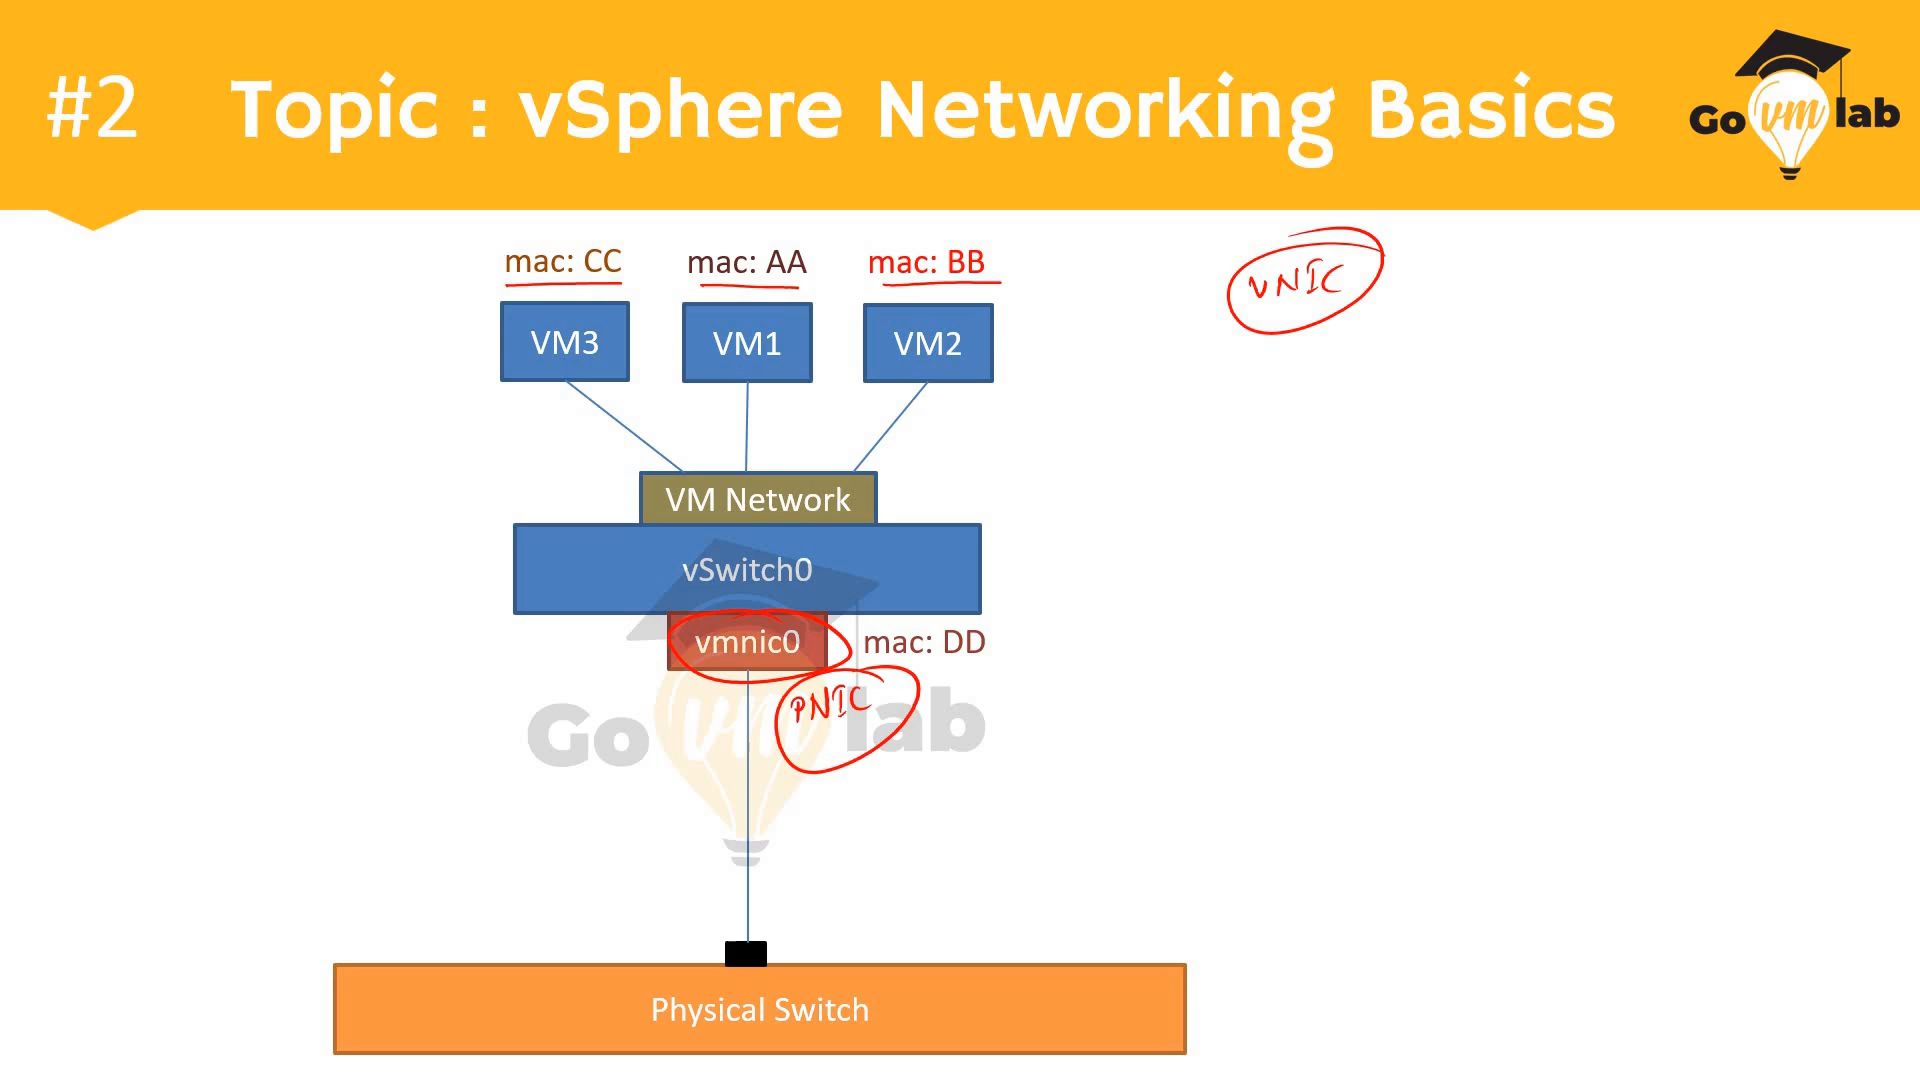 #2 Topic : vSphere Networking Basics
Go vm lab
mac: CC mac: AA mac: BB
VNIC
VM3 VM1 VM2
VM Network
vSwitch0
vmnic0 mac: DD
PNIC
Go vm lab
Physical Switch